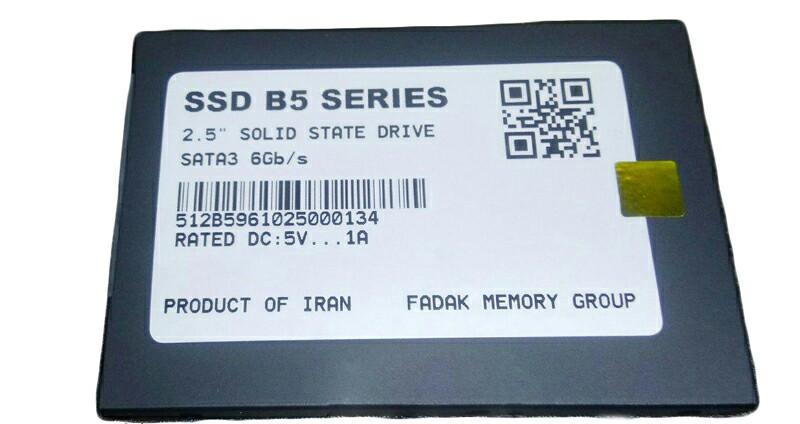 SSD B5 SERIES
2.5" SOLID STATE DRIVE
SATA3 6Gb/s
512B5961025000134
RATED DC:5V...1A
PRODUCT OF IRAN FADAK MEMORY GROUP